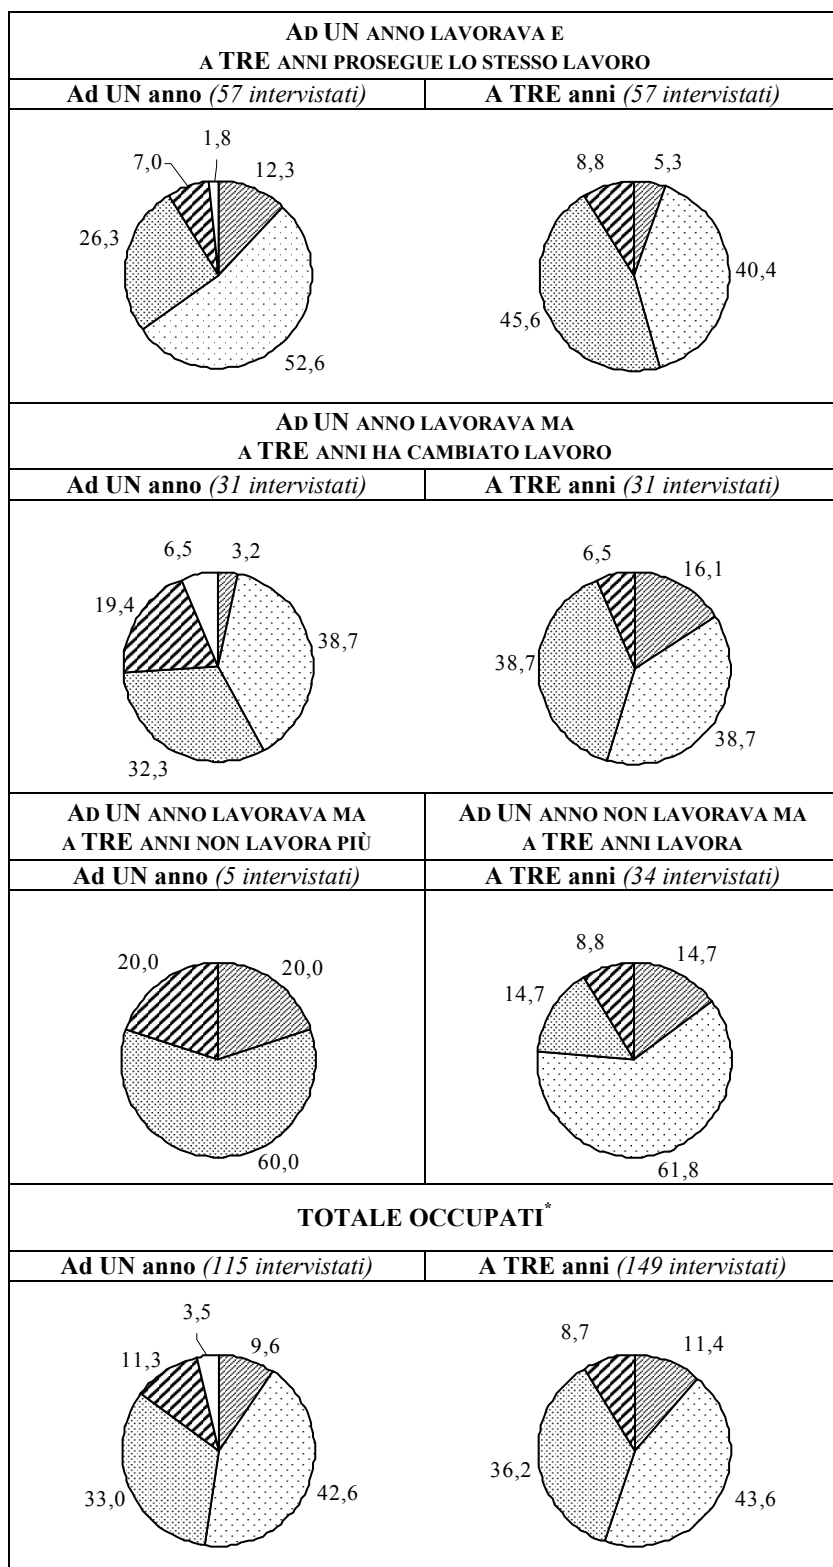 AD UN ANNO LAVORAVA E
A TRE ANNI PROSEGUE LO STESSO LAVORO
Ad UN anno (57 intervistati)
A TRE anni (57 intervistati)
1,8
7,0
12,3
26,3
52,6
8,8
5,3
40,4
45,6
AD UN ANNO LAVORAVA MA
A TRE ANNI HA CAMBIATO LAVORO
Ad UN anno (31 intervistati)
A TRE anni (31 intervistati)
6,5
3,2
19,4
38,7
32,3
6,5
16,1
38,7
38,7
AD UN ANNO LAVORAVA MA
A TRE ANNI NON LAVORA PIÙ
Ad UN anno (5 intervistati)
20,0
20,0
60,0
AD UN ANNO NON LAVORAVA MA
A TRE ANNI LAVORA
A TRE anni (34 intervistati)
8,8
14,7
14,7
61,8
TOTALE OCCUPATI*
Ad UN anno (115 intervistati)
A TRE anni (149 intervistati)
3,5
9,6
11,3
33,0
42,6
8,7
11,4
36,2
43,6